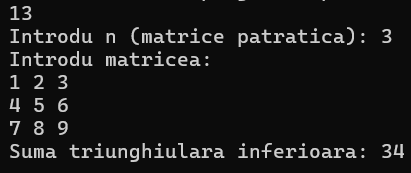 13
Introdu n (matrice patratica): 3
Introdu matricea:
1 2 3
4 5 6
7 8 9
Suma triunghiulara inferioara: 34